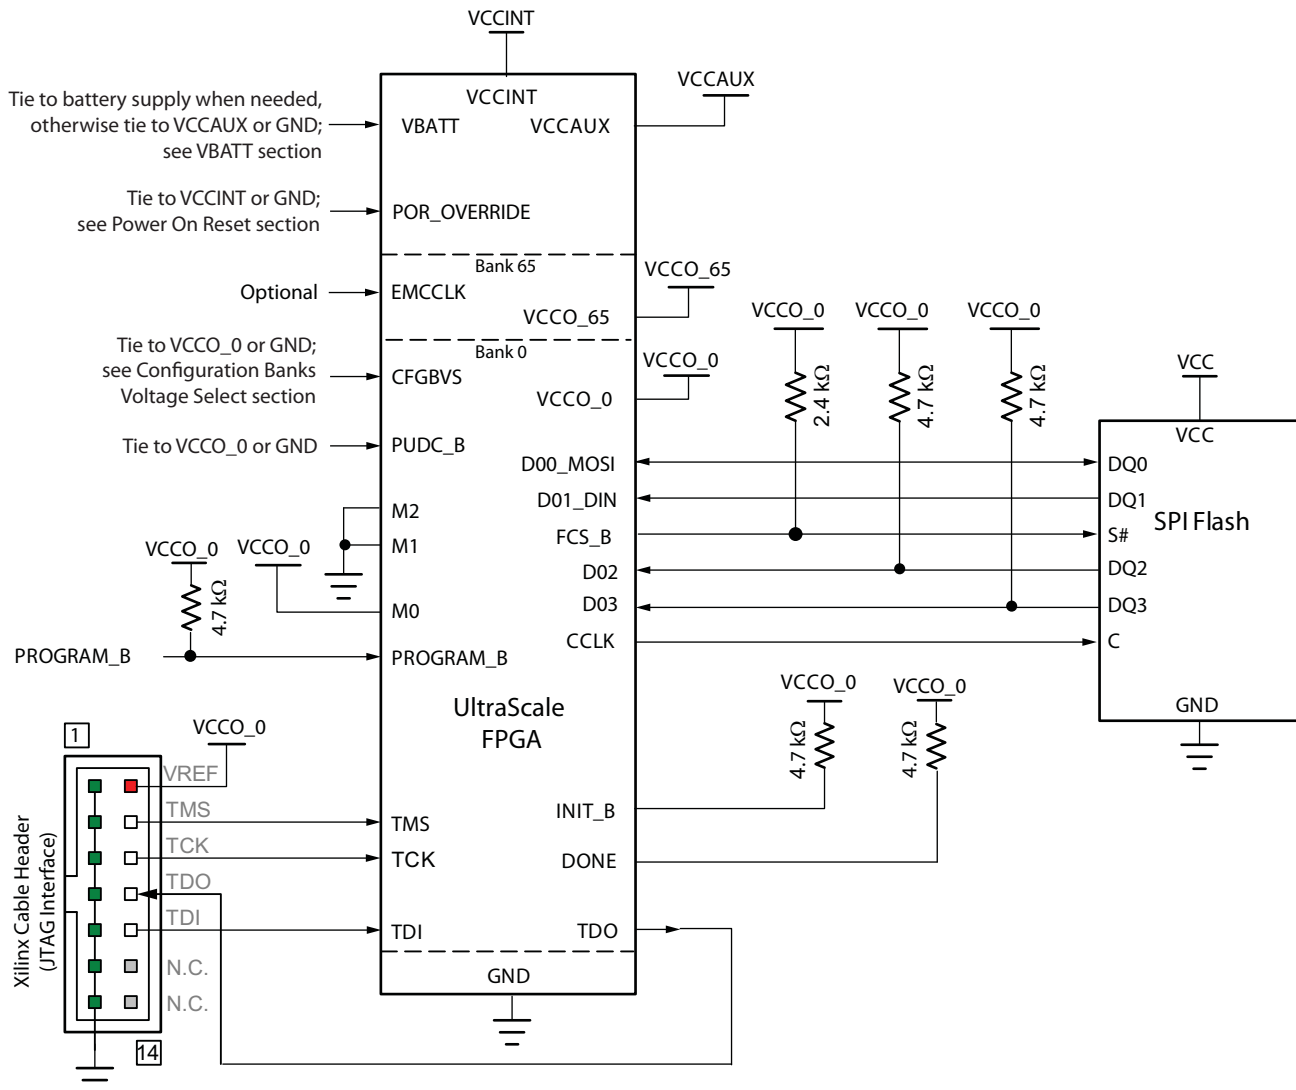 VCCINT
VCCINT
VCCAUX
Tie to battery supply when needed,
otherwise tie to VCCAUX or GND;
see VBATT section
VBATT
VCCAUX
Tie to VCCINT or GND;
see Power On Reset section
POR_OVERRIDE
Bank 65
Optional
EMCCLK
VCCO_65
VCCO_65
Bank 0
Tie to VCCO_0 or GND;
see Configuration Banks
Voltage Select section
CFGBVS
VCCO_0
VCCO_0
VCCO_0
VCCO_0
VCCO_0
2.4 kΩ
4.7 kΩ
4.7 kΩ
VCC
VCC
Tie to VCCO_0 or GND
PUDC_B
D00_MOSI
DQ0
D01_DIN
DQ1
M2
FCS_B
S#
SPI Flash
M1
D02
DQ2
D03
DQ3
CCLK
C
GND
VCCO_0
VCCO_0
4.7 kΩ
M0
PROGRAM_B
PROGRAM_B
UltraScale
FPGA
VCCO_0
VCCO_0
4.7 kΩ
4.7 kΩ
INIT_B
DONE
1
VCCO_0
VREF
TMS
TMS
TCK
TCK
TDO
TDI
TDI
TDO
N.C.
N.C.
GND
14
Xilinx Cable Header
(JTAG Interface)